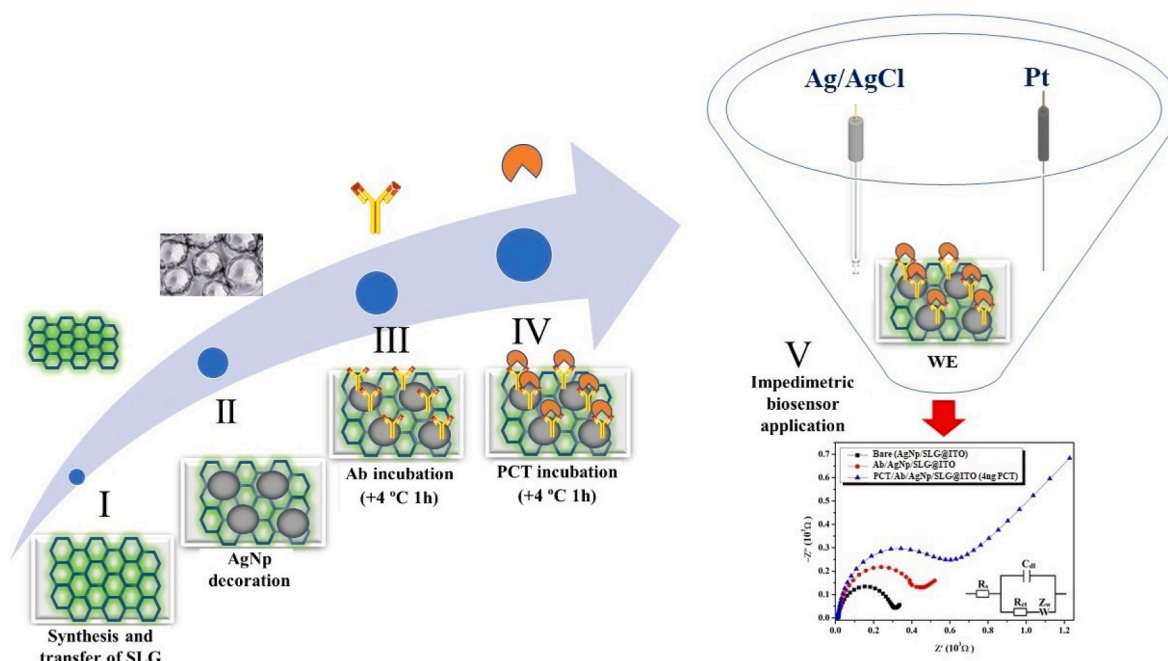 I
Synthesis and
transfer of SLG
II
AgNp
decoration
III
Ab incubation
(+4 ºC 1h)
IV
PCT incubation
(+4 ºC 1h)
Ag/AgCl
Pt
WE
V
Impedimetric
biosensor
application
Bare (AgNp/SLG@ITO)
Ab/AgNp/SLG@ITO
PCT/Ab/AgNp/SLG@ITO (4ng PCT)
-Z'' (10³Ω)
0.7
0.6
0.5
0.4
0.3
0.2
0.1
0.0
Rs
Cdl
Rct
Zw
W
0.0 0.2 0.4 0.6 0.8 1.0 1.2
Z' (10³Ω)